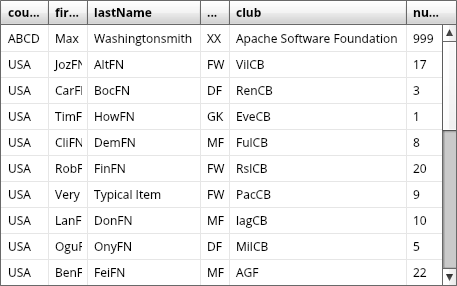 cou... fir... lastName ... club nu...
ABCD Max Washingtonsmith XX Apache Software Foundation 999
USA JozFN AltFN FW VilCB 17
USA CarFl BocFN DF RenCB 3
USA TimF HowFN GK EveCB 1
USA CliFN DemFN MF FulCB 8
USA RobF FinFN FW RslCB 20
USA Very Typical Item FW PacCB 9
USA LanF DonFN MF lagCB 10
USA OguF OnyFN DF MilCB 5
USA BenF FeiFN MF AGF 22